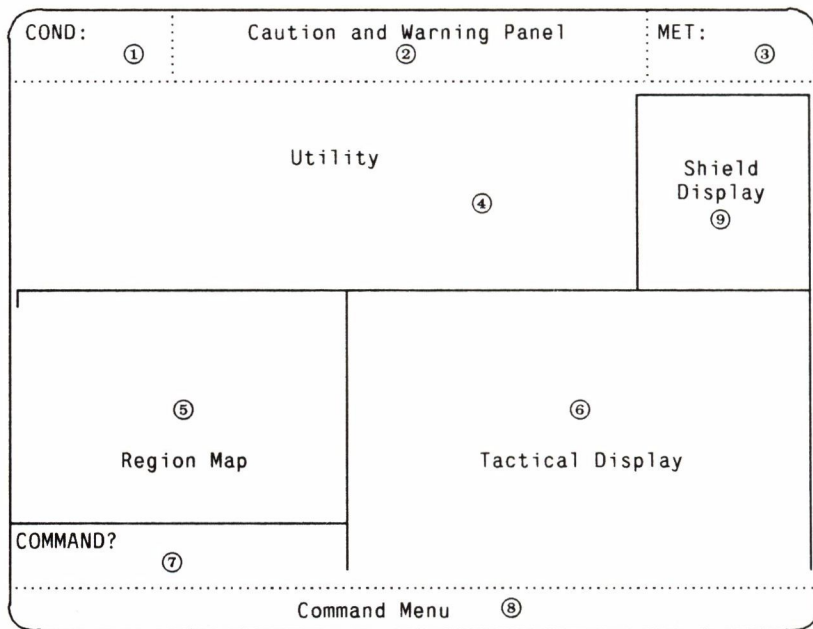 COND: Caution and Warning Panel MET:
① ② ③
Utility
④
Shield
Display
⑨
⑤
Region Map
⑥
Tactical Display
COMMAND?
⑦
Command Menu ⑧